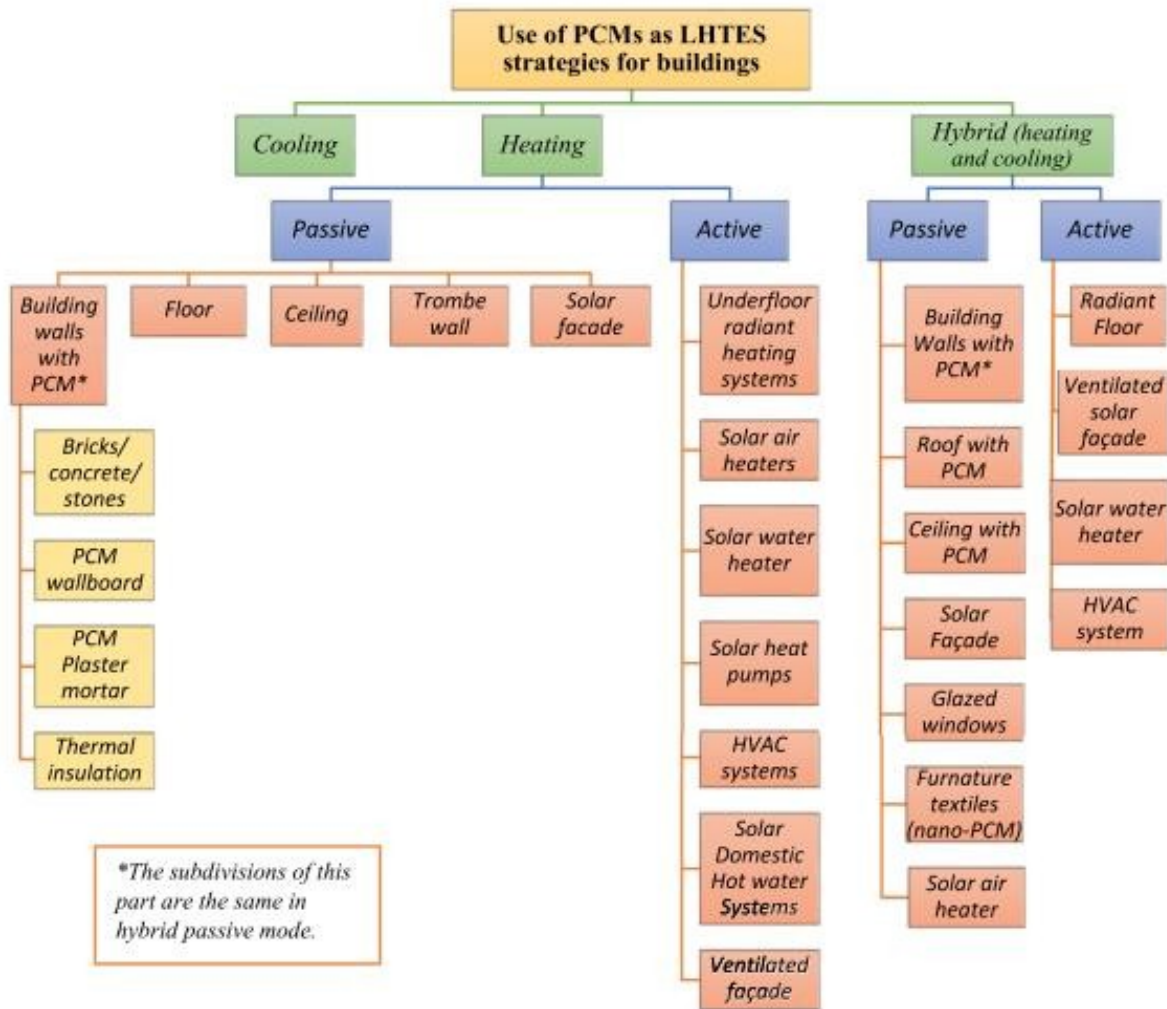 Use of PCMs as LHTES
strategies for buildings
Cooling
Heating
Hybrid (heating
and cooling)
Passive
Active
Passive
Active
Building
walls
with
PCM*
Floor
Ceiling
Trombe
wall
Solar
facade
Bricks/
concrete/
stones
PCM
wallboard
PCM
Plaster
mortar
Thermal
insulation
Underfloor
radiant
heating
systems
Solar air
heaters
Solar water
heater
Solar heat
pumps
HVAC
systems
Solar
Domestic
Hot water
Systems
Ventilated
façade
Building
Walls with
PCM*
Roof with
PCM
Ceiling with
PCM
Solar
Façade
Glazed
windows
Furnature
textiles
(nano-PCM)
Solar air
heater
Radiant
Floor
Ventilated
solar
façade
Solar water
heater
HVAC
system
*The subdivisions of this
part are the same in
hybrid passive mode.